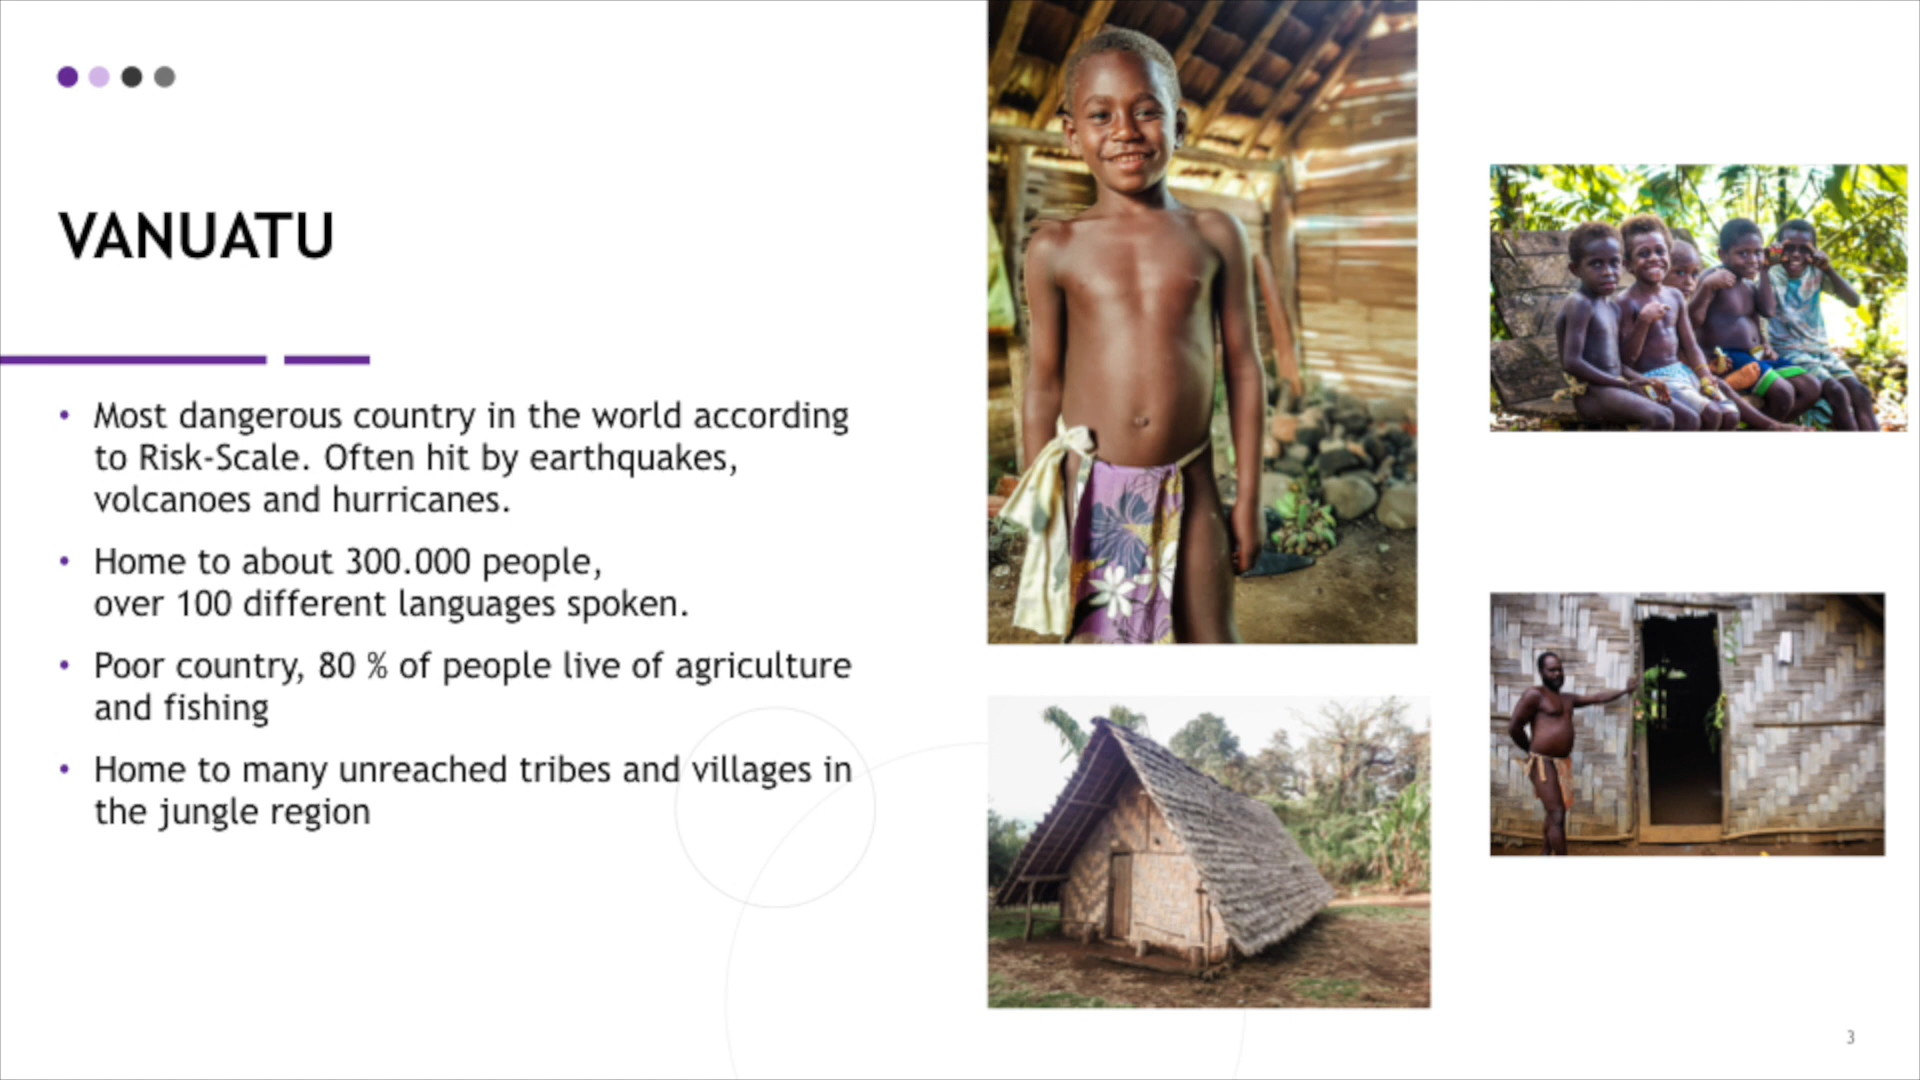 VANUATU
• Most dangerous country in the world according
to Risk-Scale. Often hit by earthquakes,
volcanoes and hurricanes.
• Home to about 300.000 people,
over 100 different languages spoken.
• Poor country, 80 % of people live of agriculture
and fishing
• Home to many unreached tribes and villages in
the jungle region
3